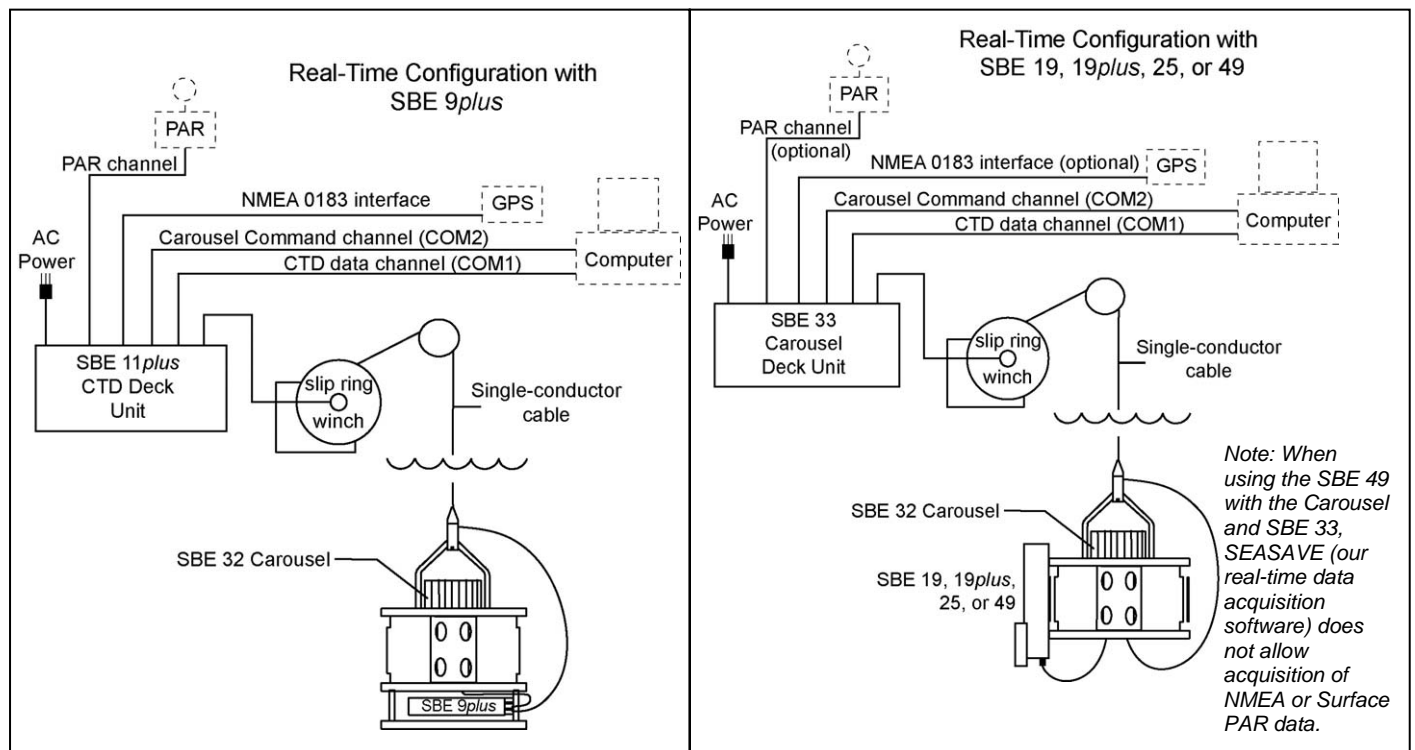 Real-Time Configuration with
SBE 9plus
PAR
PAR channel
NMEA 0183 interface
GPS
Carousel Command channel (COM2)
CTD data channel (COM1)
Computer
AC
Power
SBE 11plus
CTD Deck
Unit
slip ring
winch
Single-conductor
cable
SBE 32 Carousel
SBE 9plus
Real-Time Configuration with
SBE 19, 19plus, 25, or 49
PAR
PAR channel
(optional)
NMEA 0183 interface (optional)
GPS
Carousel Command channel (COM2)
CTD data channel (COM1)
Computer
AC
Power
SBE 33
Carousel
Deck Unit
slip ring
winch
Single-conductor
cable
SBE 32 Carousel
SBE 19, 19plus,
25, or 49
Note: When
using the SBE 49
with the Carousel
and SBE 33,
SEASAVE (our
real-time data
acquisition
software) does
not allow
acquisition of
NMEA or Surface
PAR data.